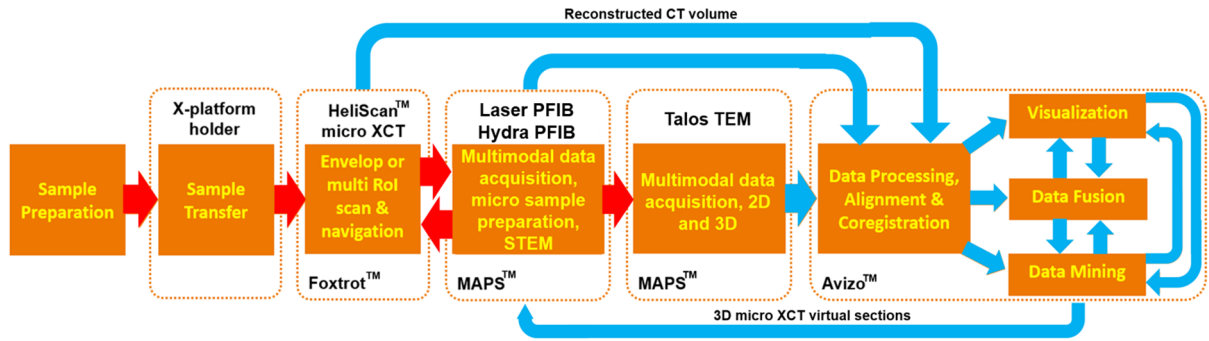 Reconstructed CT volume
X-platform
holder
HeliScan™
micro XCT
Laser PFIB
Hydra PFIB
Talos TEM
Sample
Preparation
Sample
Transfer
Envelop or
multi RoI
scan &
navigation
Multimodal data
acquisition,
micro sample
preparation,
STEM
Multimodal data
acquisition, 2D
and 3D
Data Processing,
Alignment &
Coregistration
Visualization
Data Fusion
Data Mining
Foxtrot™
MAPS™
MAPS™
Avizo™
3D micro XCT virtual sections